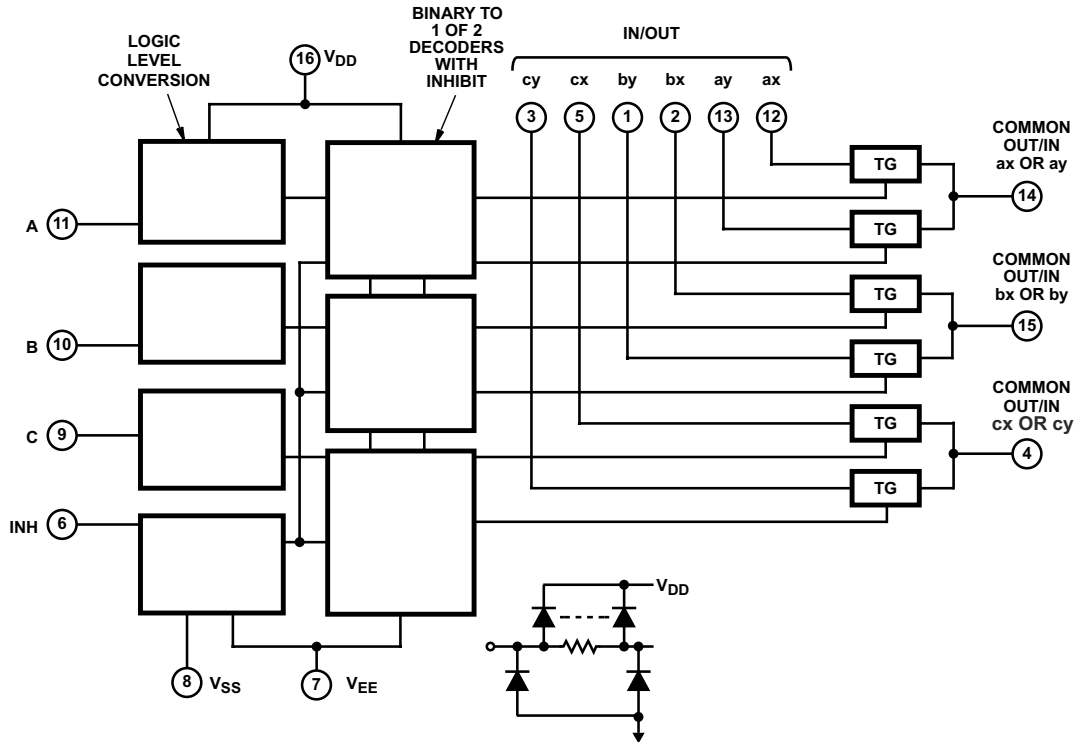 LOGIC
LEVEL
CONVERSION
16 VDD
BINARY TO
1 OF 2
DECODERS
WITH
INHIBIT
IN/OUT
cy cx by bx ay ax
3 5 1 2 13 12
A 11
B 10
C 9
INH 6
8 VSS
7 VEE
TG
TG
TG
TG
TG
TG
COMMON
OUT/IN
ax OR ay
14
COMMON
OUT/IN
bx OR by
15
COMMON
OUT/IN
cx OR cy
4
VDD